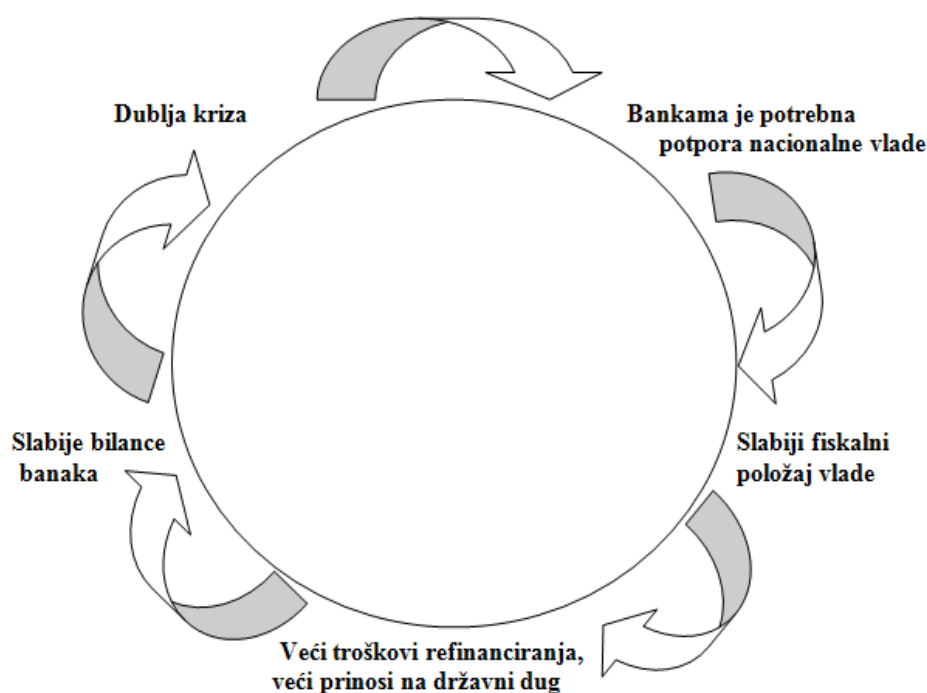 Dublja kriza
Bankama je potrebna
potpora nacionalne vlade
Slabiji fiskalni
položaj vlade
Veći troškovi refinanciranja,
veći prinosi na državni dug
Slabije bilance
banaka